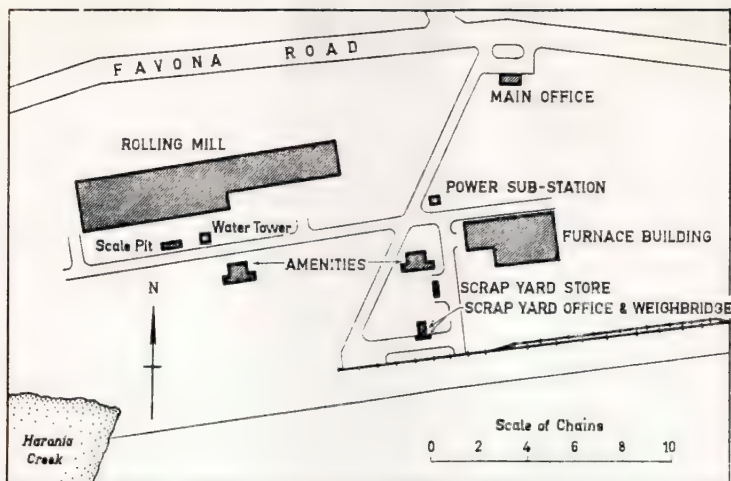 FAVONA ROAD
MAIN OFFICE
ROLLING MILL
POWER SUB-STATION
Water Tower
Scale Pit
FURNACE BUILDING
AMENITIES
N
SCRAP YARD STORE
SCRAP YARD OFFICE & WEIGHBRIDGE
Harania
Creek
Scale of Chains
0 2 4 6 8 10